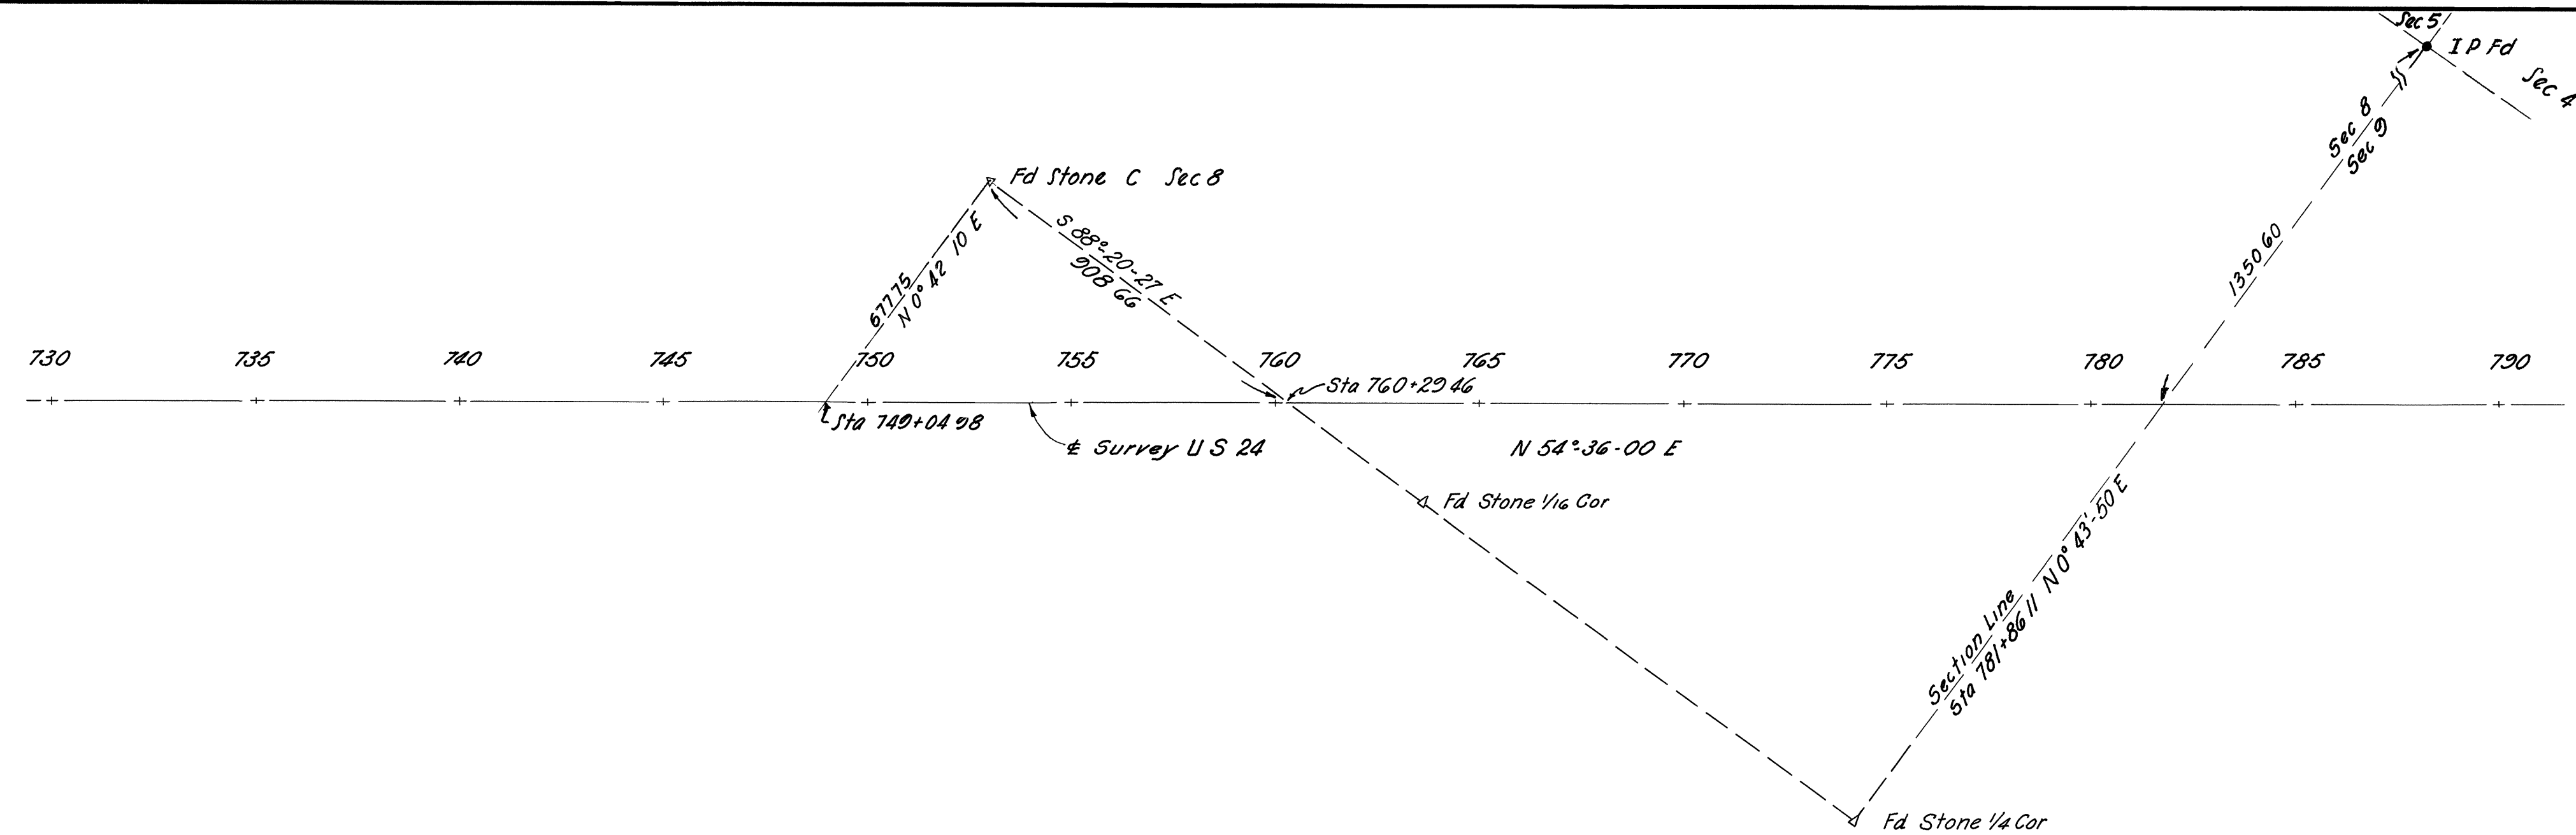 Sec 5
I P Fd
Sec 4
Sec 8
Sec 9
Fd Stone C Sec 8
S 88°-20-27 E
908 66
677 75
N 0° 42 10 E
1350 60
730 735 740 745 750 755 760 765 770 775 780 785 790
Sta 760+29 46
Sta 749+04 98
℄ Survey U S 24
N 54°-36-00 E
Fd Stone 1/16 Cor
Section Line
Sta 781+86 11 N 0° 43'-50 E
Fd Stone 1/4 Cor